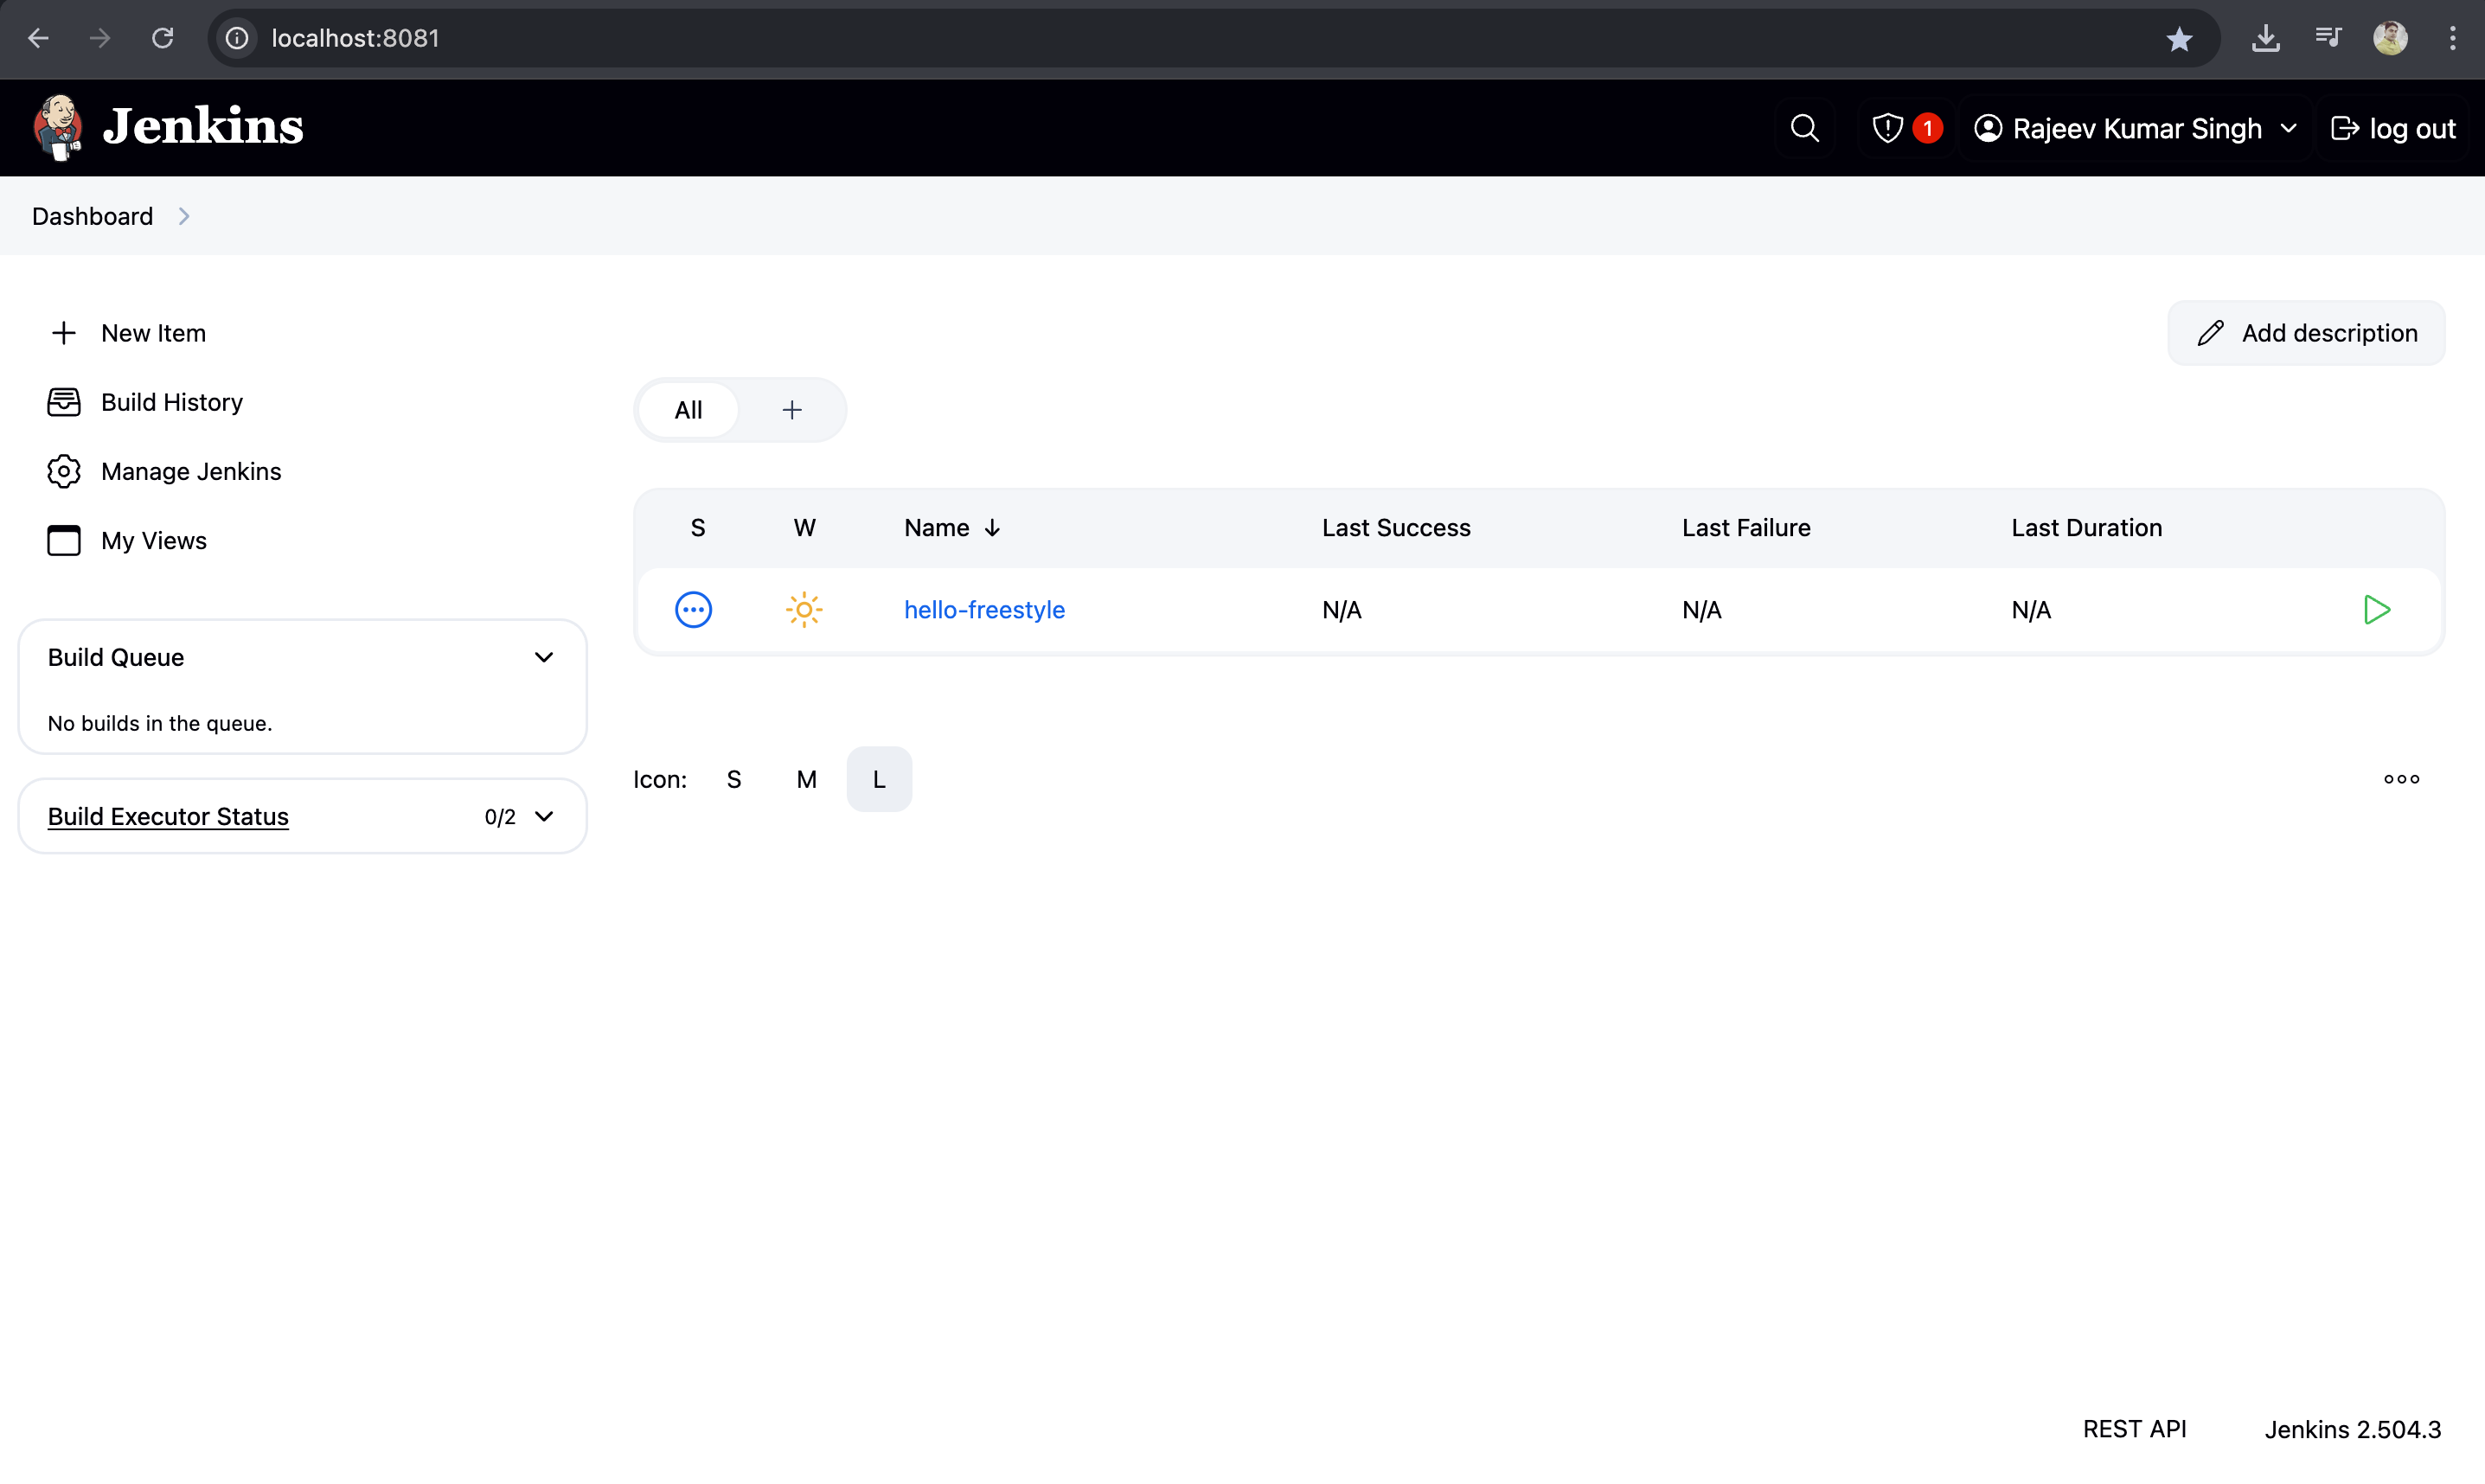 localhost:8081
Jenkins
1
Rajeev Kumar Singh
log out
Dashboard
New Item
Build History
Manage Jenkins
My Views
Build Queue
No builds in the queue.
Build Executor Status
0/2
Add description
All
+
S W Name ↓ Last Success Last Failure Last Duration
hello-freestyle N/A N/A N/A
Icon: S M L
REST API
Jenkins 2.504.3